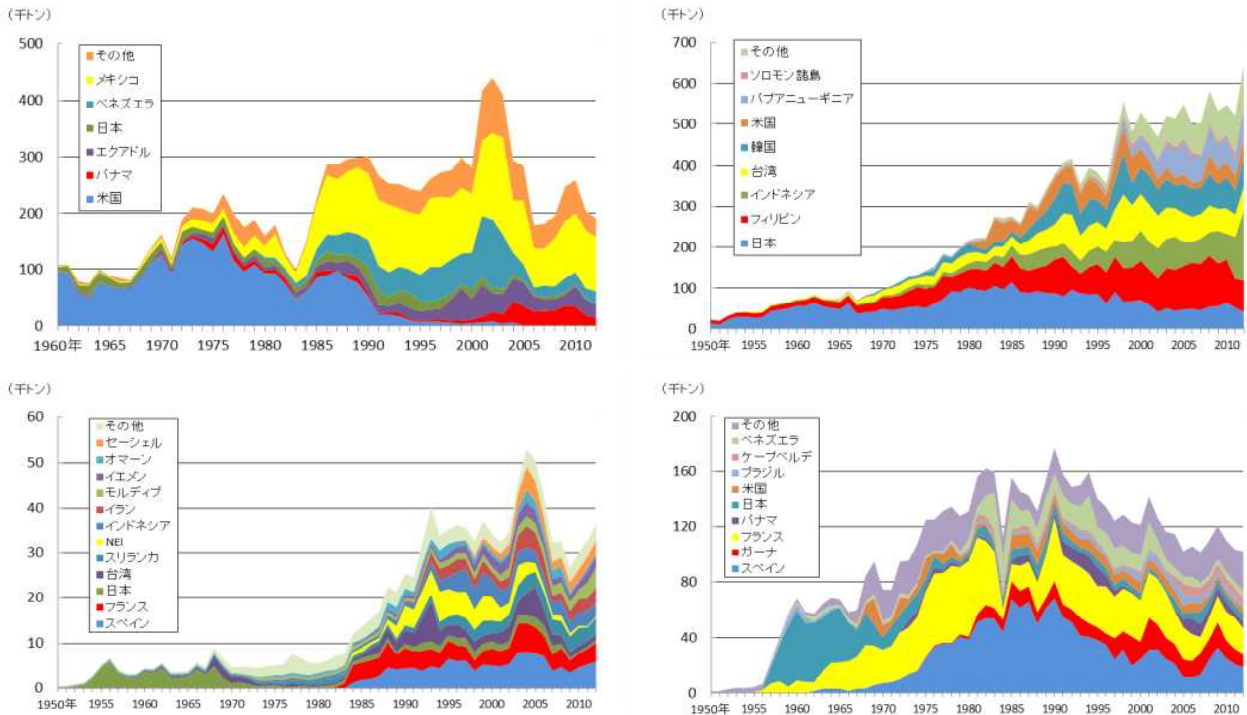 (千トン)
500
400
300
200
100
0
その他
メキシコ
ベネズエラ
日本
エクアドル
パナマ
米国
1960年 1965 1970 1975 1980 1985 1990 1995 2000 2005 2010
(千トン)
700
600
500
400
300
200
100
0
その他
ソロモン諸島
パプアニューギニア
米国
韓国
台湾
インドネシア
フィリピン
日本
1950年 1955 1960 1965 1970 1975 1980 1985 1990 1995 2000 2005 2010
(千トン)
60
50
40
30
20
10
0
その他
セーシェル
オマーン
イエメン
モルディブ
イラン
インドネシア
NEI
スリランカ
台湾
日本
フランス
スペイン
1950年 1955 1960 1965 1970 1975 1980 1985 1990 1995 2000 2005 2010
(千トン)
200
160
120
80
40
0
その他
ベネズエラ
ケープベルデ
ブラジル
米国
日本
パナマ
フランス
ガーナ
スペイン
1950年 1955 1960 1965 1970 1975 1980 1985 1990 1995 2000 2005 2010